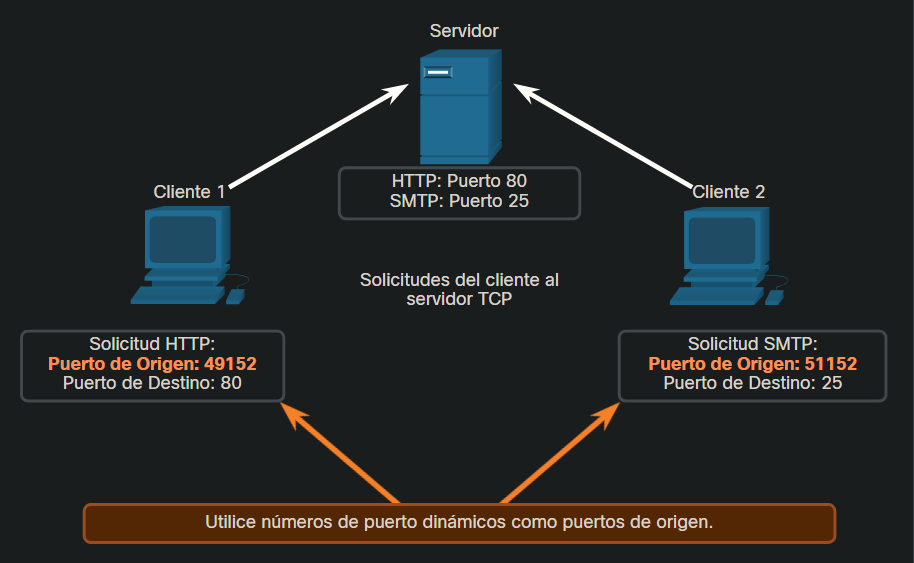 Servidor
HTTP: Puerto 80
SMTP: Puerto 25
Cliente 1
Cliente 2
Solicitudes del cliente al
servidor TCP
Solicitud HTTP:
Puerto de Origen: 49152
Puerto de Destino: 80
Solicitud SMTP:
Puerto de Origen: 51152
Puerto de Destino: 25
Utilice números de puerto dinámicos como puertos de origen.